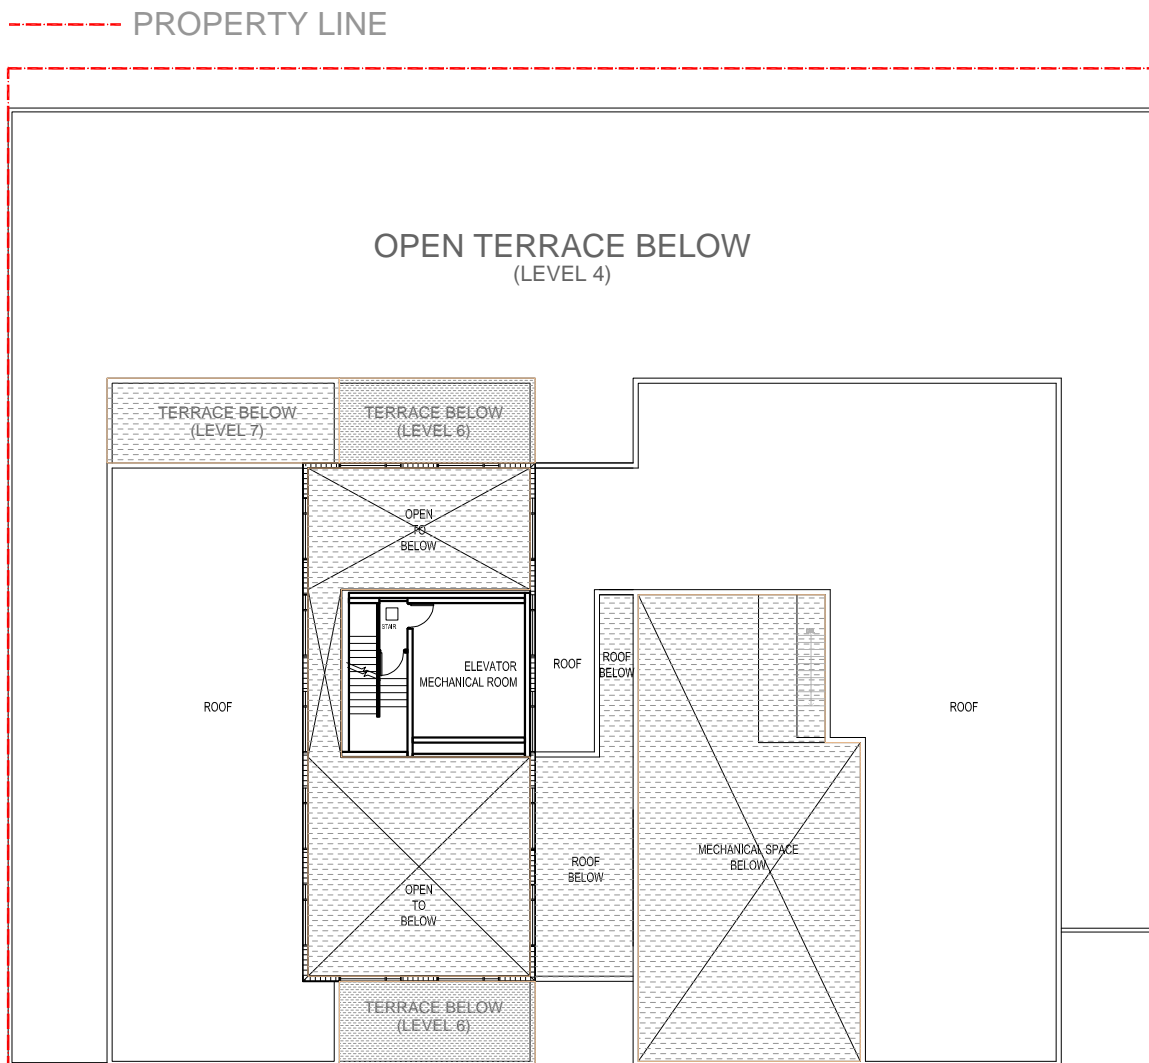 PROPERTY LINE
OPEN TERRACE BELOW
(LEVEL 4)
TERRACE BELOW
(LEVEL 7)
TERRACE BELOW
(LEVEL 6)
OPEN
TO
BELOW
STAIR
ELEVATOR
MECHANICAL ROOM
ROOF
ROOF
BELOW
ROOF
ROOF
MECHANICAL SPACE
BELOW
ROOF
BELOW
OPEN
TO
BELOW
TERRACE BELOW
(LEVEL 6)